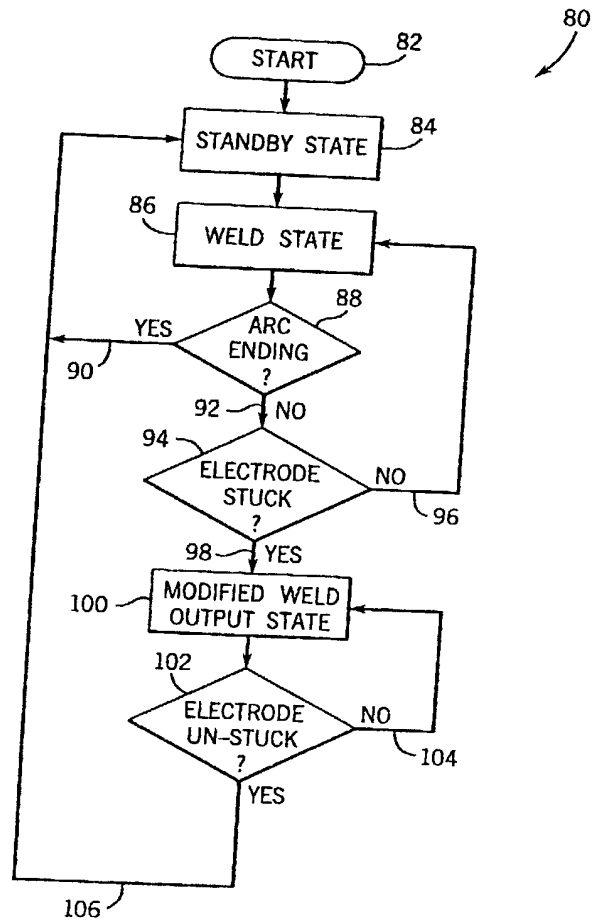 80
START
82
STANDBY STATE
84
86
WELD STATE
88
ARC
ENDING
?
YES
90
92
NO
94
ELECTRODE
STUCK
?
NO
96
98
YES
100
MODIFIED WELD
OUTPUT STATE
102
ELECTRODE
UN-STUCK
?
NO
104
YES
106